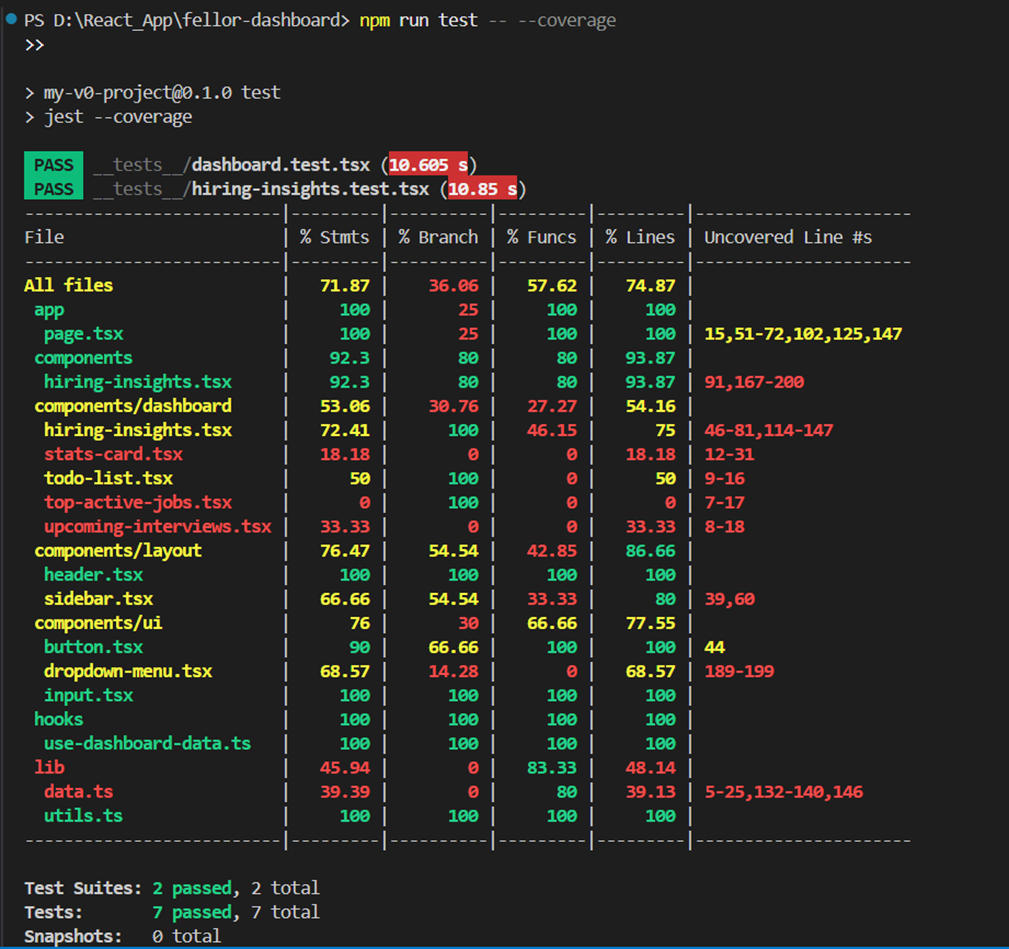 PS D:\React_App\fellor-dashboard> npm run test -- --coverage
>>
> my-v0-project@0.1.0 test
> jest --coverage
PASS __tests__/dashboard.test.tsx (10.605 s)
PASS __tests__/hiring-insights.test.tsx (10.85 s)
--------------------------|---------|----------|---------|---------|----------------------
File | % Stmts | % Branch | % Funcs | % Lines | Uncovered Line #s
--------------------------|---------|----------|---------|---------|----------------------
All files | 71.87 | 36.06 | 57.62 | 74.87 |
app | 100 | 25 | 100 | 100 |
page.tsx | 100 | 25 | 100 | 100 | 15,51-72,102,125,147
components | 92.3 | 80 | 80 | 93.87 |
hiring-insights.tsx | 92.3 | 80 | 80 | 93.87 | 91,167-200
components/dashboard | 53.06 | 30.76 | 27.27 | 54.16 |
hiring-insights.tsx | 72.41 | 100 | 46.15 | 75 | 46-81,114-147
stats-card.tsx | 18.18 | 0 | 0 | 18.18 | 12-31
todo-list.tsx | 50 | 100 | 0 | 50 | 9-16
top-active-jobs.tsx | 0 | 100 | 0 | 0 | 7-17
upcoming-interviews.tsx | 33.33 | 0 | 0 | 33.33 | 8-18
components/layout | 76.47 | 54.54 | 42.85 | 86.66 |
header.tsx | 100 | 100 | 100 | 100 |
sidebar.tsx | 66.66 | 54.54 | 33.33 | 80 | 39,60
components/ui | 76 | 30 | 66.66 | 77.55 |
button.tsx | 90 | 66.66 | 100 | 100 | 44
dropdown-menu.tsx | 68.57 | 14.28 | 0 | 68.57 | 189-199
input.tsx | 100 | 100 | 100 | 100 |
hooks | 100 | 100 | 100 | 100 |
use-dashboard-data.ts | 100 | 100 | 100 | 100 |
lib | 45.94 | 0 | 83.33 | 48.14 |
data.ts | 39.39 | 0 | 80 | 39.13 | 5-25,132-140,146
utils.ts | 100 | 100 | 100 | 100 |
--------------------------|---------|----------|---------|---------|----------------------
Test Suites: 2 passed, 2 total
Tests: 7 passed, 7 total
Snapshots: 0 total